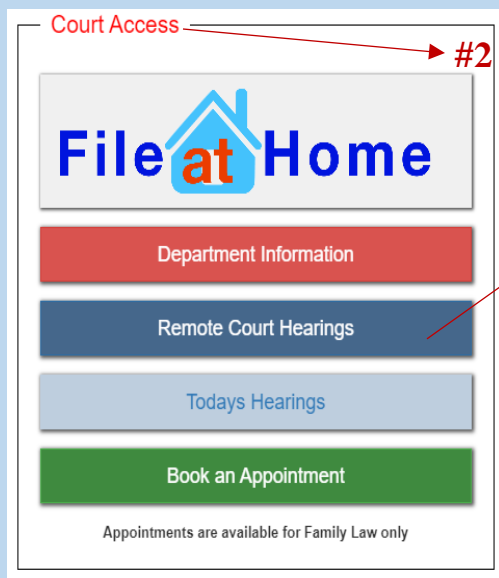 Court Access
#2
File at Home
Department Information
Remote Court Hearings
Todays Hearings
Book an Appointment
Appointments are available for Family Law only